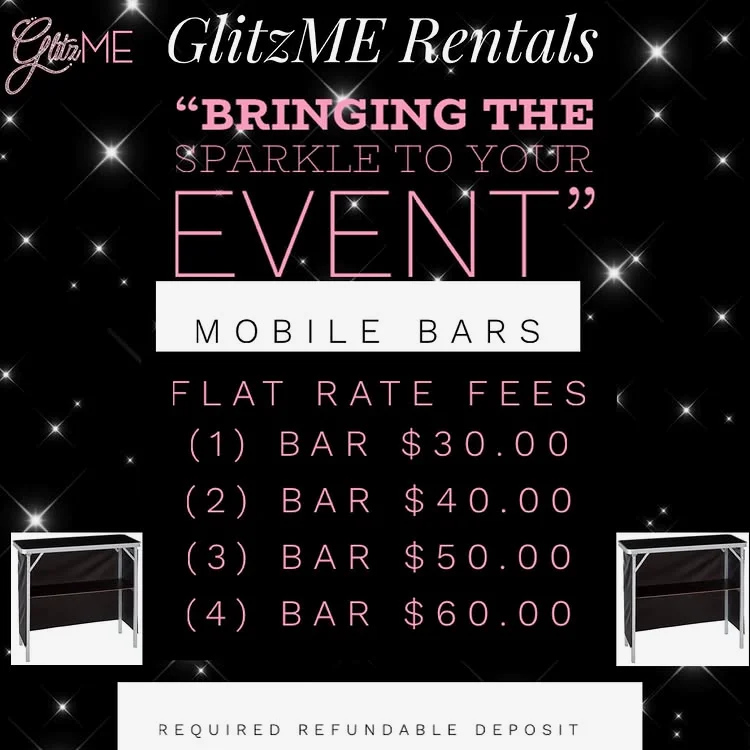 GlitzME
GlitzME Rentals
“BRINGING THE
SPARKLE TO YOUR
EVENT”
MOBILE BARS
FLAT RATE FEES
(1) BAR $30.00
(2) BAR $40.00
(3) BAR $50.00
(4) BAR $60.00
REQUIRED REFUNDABLE DEPOSIT